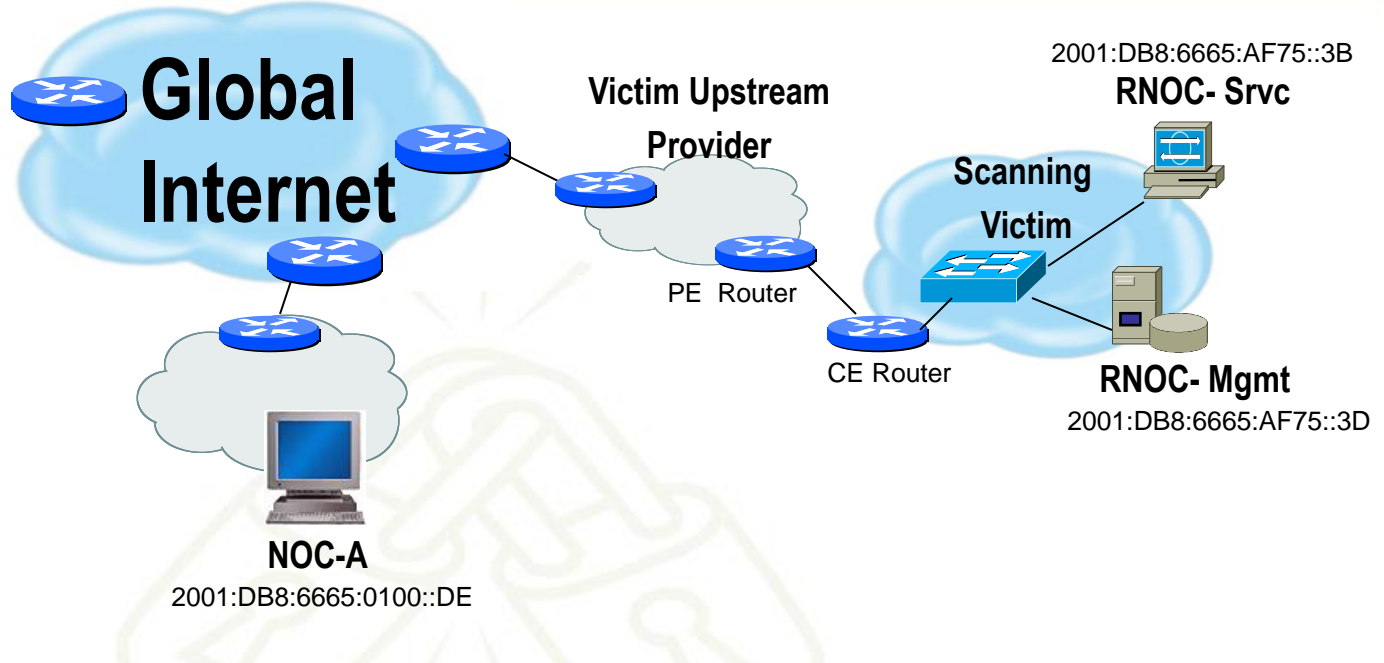 Global
Internet
Victim Upstream
Provider
2001:DB8:6665:AF75::3B
RNOC- Srvc
Scanning
Victim
PE Router
CE Router
RNOC- Mgmt
2001:DB8:6665:AF75::3D
NOC-A
2001:DB8:6665:0100::DE